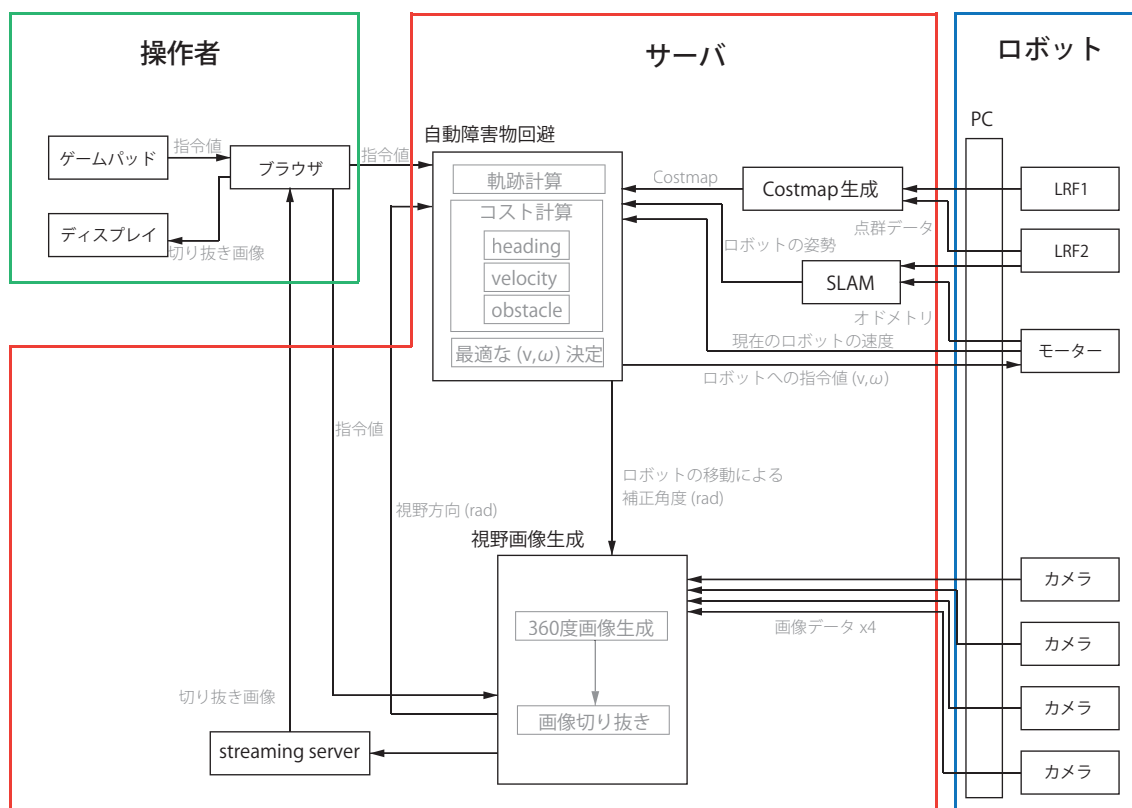 操作者
サーバ
ロボット
ゲームパッド
指令値
ブラウザ
指令値
ディスプレイ
切り抜き画像
自動障害物回避
軌跡計算
コスト計算
heading
velocity
obstacle
最適な (v,ω) 決定
Costmap
Costmap生成
点群データ
ロボットの姿勢
SLAM
オドメトリ
現在のロボットの速度
ロボットへの指令値 (v,ω)
PC
LRF1
LRF2
モーター
指令値
視野方向 (rad)
ロボットの移動による
補正角度 (rad)
視野画像生成
360度画像生成
画像切り抜き
画像データ x4
カメラ
カメラ
カメラ
カメラ
切り抜き画像
streaming server